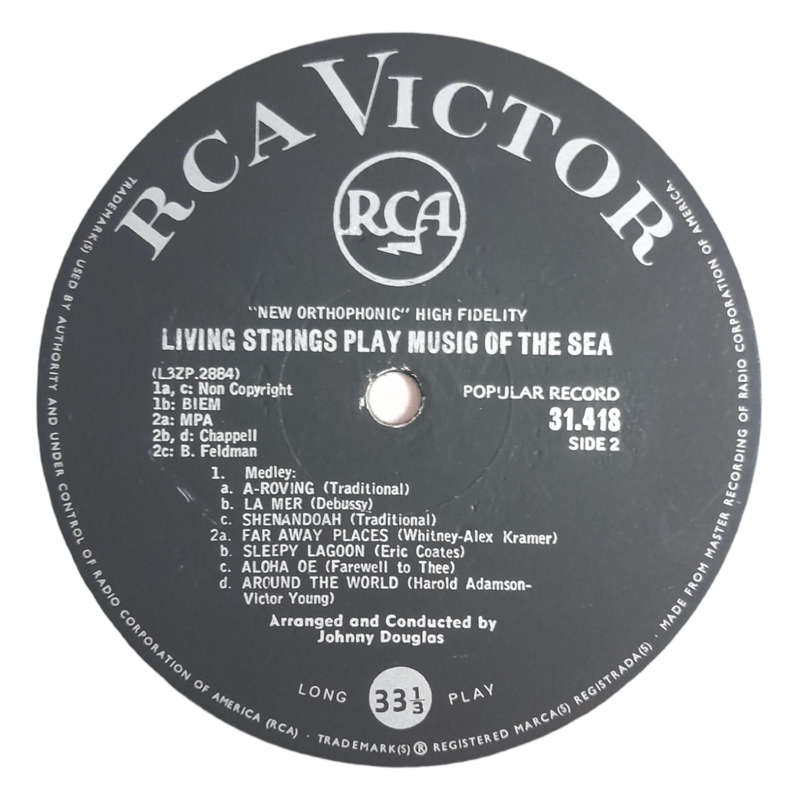 RCA VICTOR
RCA
"NEW ORTHOPHONIC" HIGH FIDELITY
LIVING STRINGS PLAY MUSIC OF THE SEA
(L3ZP.2884)
1a, c: Non Copyright
1b: BIEM
2a: MPA
2b, d: Chappell
2c: B. Feldman
POPULAR RECORD
31.418
SIDE 2
1. Medley:
a. A-ROVING (Traditional)
b. LA MER (Debussy)
c. SHENANDOAH (Traditional)
2a. FAR AWAY PLACES (Whitney-Alex Kramer)
b. SLEEPY LAGOON (Eric Coates)
c. ALOHA OE (Farewell to Thee)
d. AROUND THE WORLD (Harold Adamson-
Victor Young)
Arranged and Conducted by
Johnny Douglas
LONG 33 1/3 PLAY
TRADEMARK(S) USED BY AUTHORITY AND UNDER CONTROL OF RADIO CORPORATION OF AMERICA (RCA) · TRADEMARK(S) ® REGISTERED MARCA(S) REGISTRADA(S) · MADE FROM MASTER RECORDING OF RADIO CORPORATION OF AMERICA.